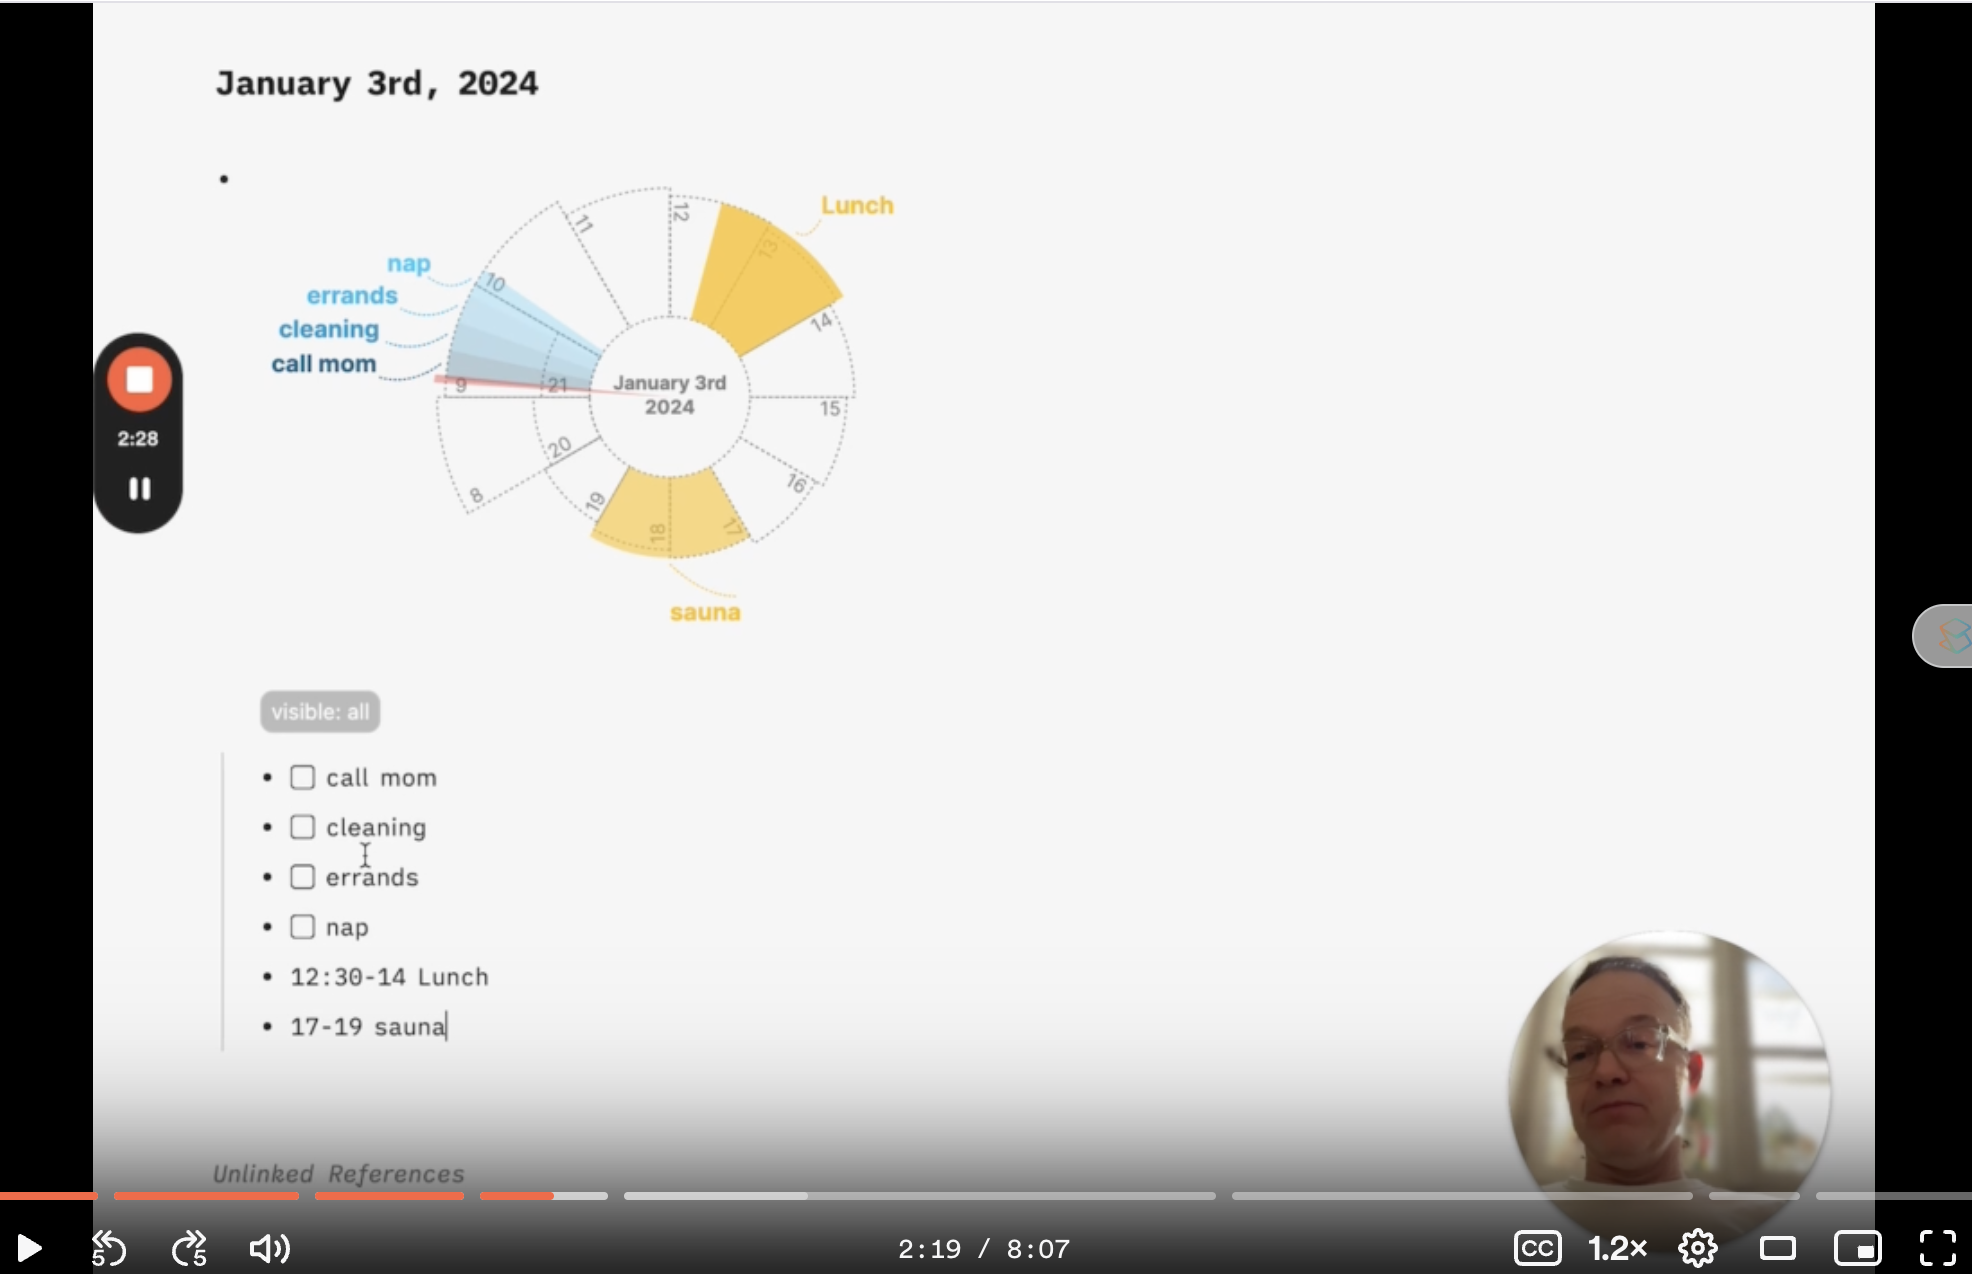 January 3rd, 2024
12
11
Lunch
13
nap
10
errands
14
cleaning
call mom
9
21
January 3rd
2024
15
20
8
19
18
17
16
sauna
2:28
visible: all
call mom
cleaning
errands
nap
12:30-14 Lunch
17-19 sauna
Unlinked References
5
5
2:19 / 8:07
CC
1.2×